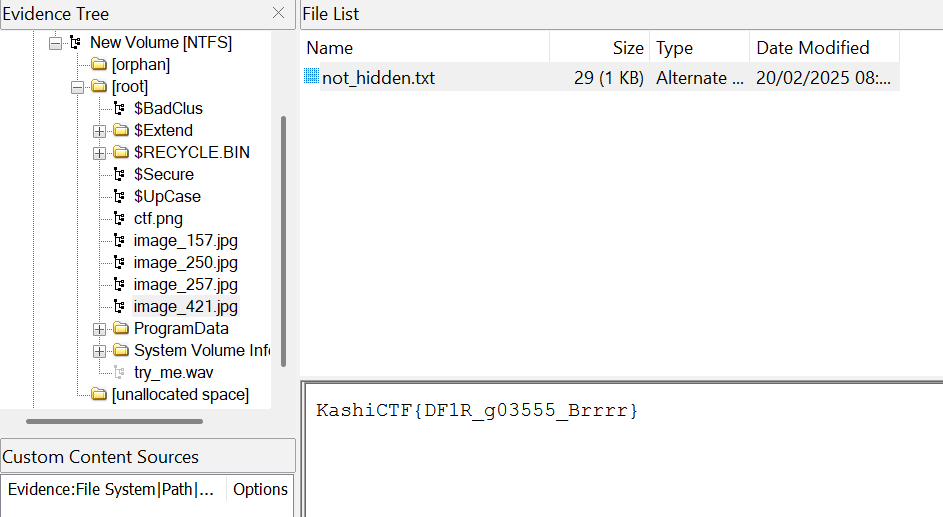 Evidence Tree
New Volume [NTFS]
[orphan]
[root]
$BadClus
$Extend
$RECYCLE.BIN
$Secure
$UpCase
ctf.png
image_157.jpg
image_250.jpg
image_257.jpg
image_421.jpg
ProgramData
System Volume Info
try_me.wav
[unallocated space]
Custom Content Sources
Evidence:File System|Path|... Options
File List
Name Size Type Date Modified
not_hidden.txt 29 (1 KB) Alternate ... 20/02/2025 08:...
KashiCTF{DF1R_g03555_Brrrr}